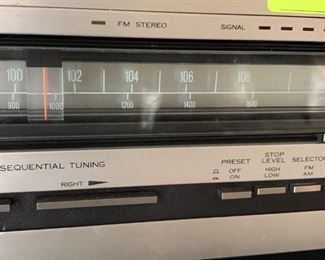 FM STEREO SIGNAL
100 102 104 106 108
900 1000 1200 1400 1600
SEQUENTIAL TUNING PRESET STOP LEVEL SELECTOR
RIGHT OFF HIGH FM
ON LOW AM